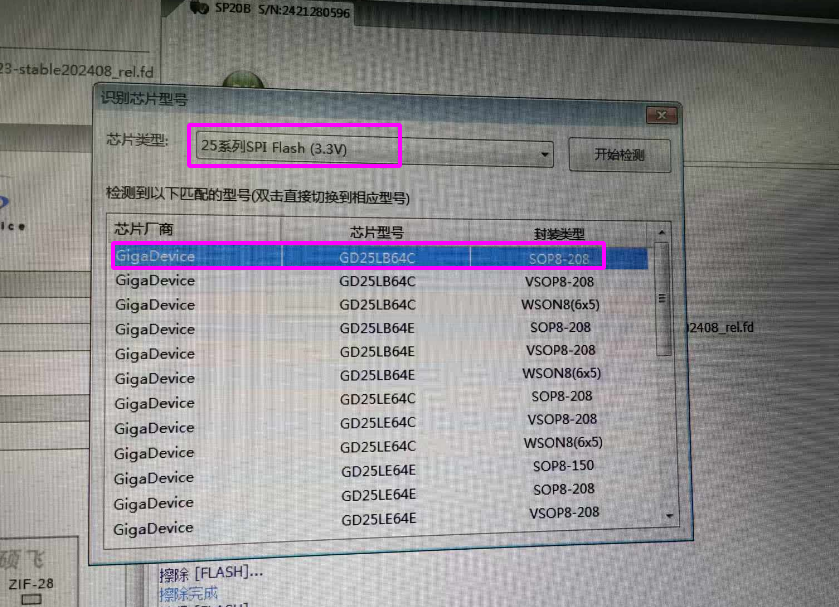 SP20B S/N:2421280596
23-stable202408_rel.fd
识别芯片型号
芯片类型:
25系列SPI Flash (3.3V)
开始检测
检测到以下匹配的型号(双击直接切换到相应型号)
芯片厂商 芯片型号 封装类型
GigaDevice GD25LB64C SOP8-208
GigaDevice GD25LB64C VSOP8-208
GigaDevice GD25LB64C WSON8(6x5)
GigaDevice GD25LB64E SOP8-208
GigaDevice GD25LB64E VSOP8-208
GigaDevice GD25LB64E WSON8(6x5)
GigaDevice GD25LE64C SOP8-208
GigaDevice GD25LE64C VSOP8-208
GigaDevice GD25LE64C WSON8(6x5)
GigaDevice GD25LE64E SOP8-150
GigaDevice GD25LE64E SOP8-208
GigaDevice GD25LE64E VSOP8-208
02408_rel.fd
硕飞
ZIF-28
擦除 [FLASH]...
擦除完成